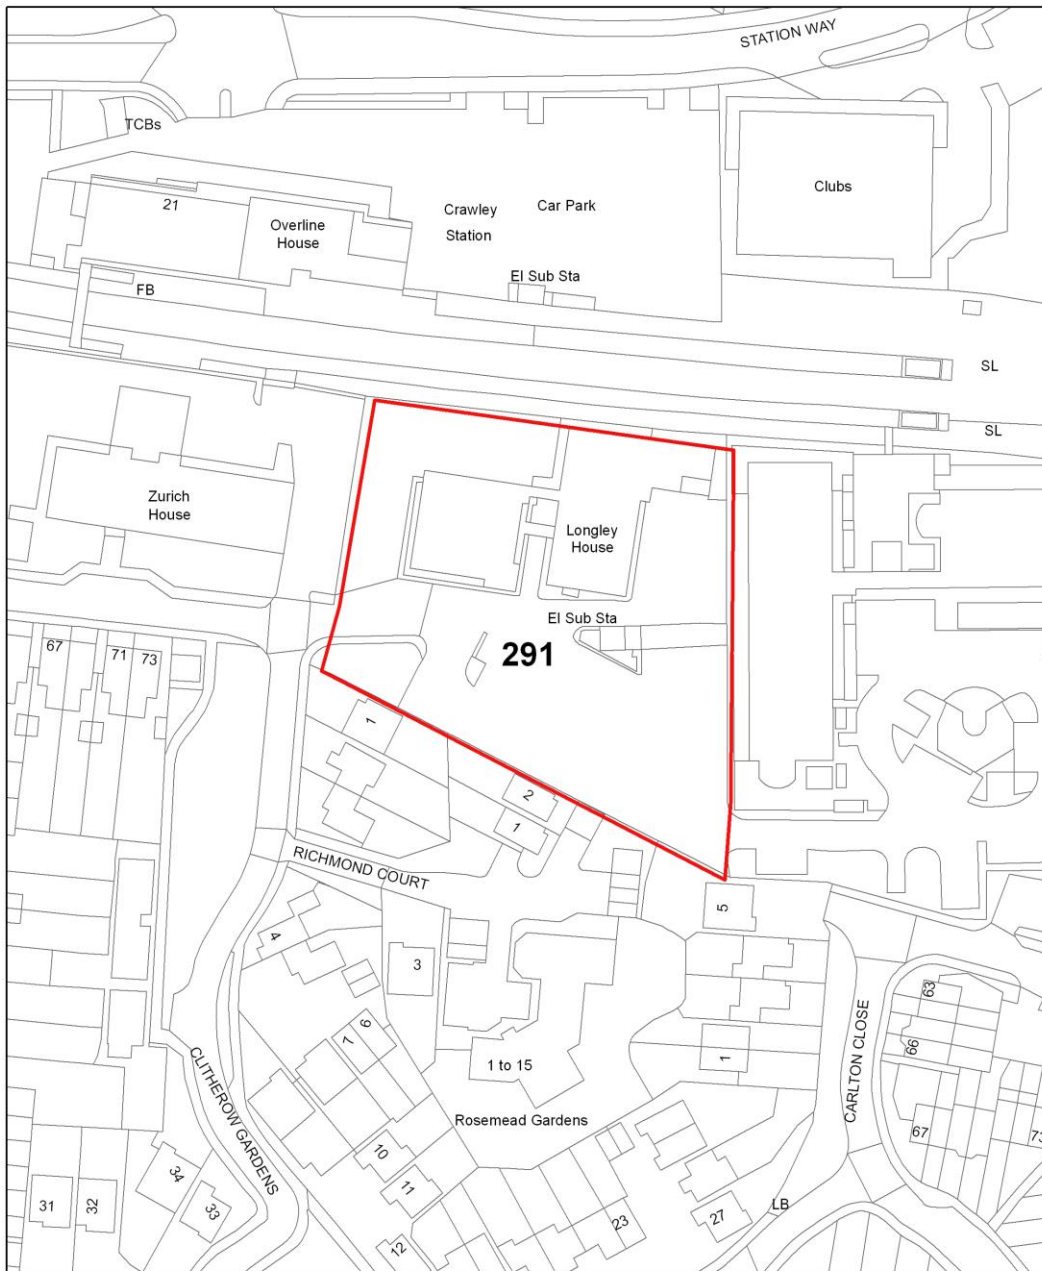 STATION WAY
TCBs
Clubs
21
Crawley
Station
Car Park
Overline
House
El Sub Sta
FB
SL
SL
Zurich
House
Longley
House
El Sub Sta
291
67
71
73
1
2
1
RICHMOND COURT
5
4
3
63
66
67
73
6
7
1 to 15
1
CARLTON CLOSE
CLITHEROW GARDENS
Rosemead Gardens
10
11
12
34
33
31
32
23
27
LB